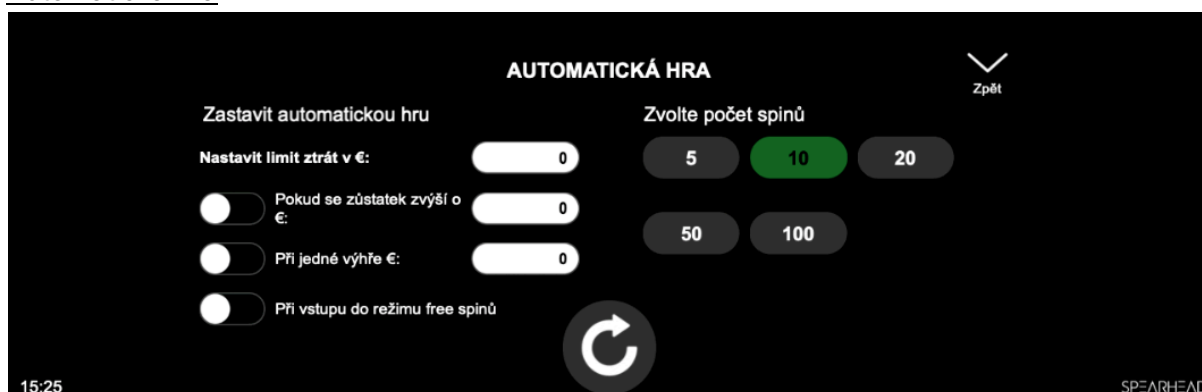 AUTOMATICKÁ HRA
Zpět
Zastavit automatickou hru
Nastavit limit ztrát v €:
0
Pokud se zůstatek zvýší o
€:
0
Při jedné výhře €:
0
Při vstupu do režimu free spinů
Zvolte počet spinů
5 10 20
50 100
15:25